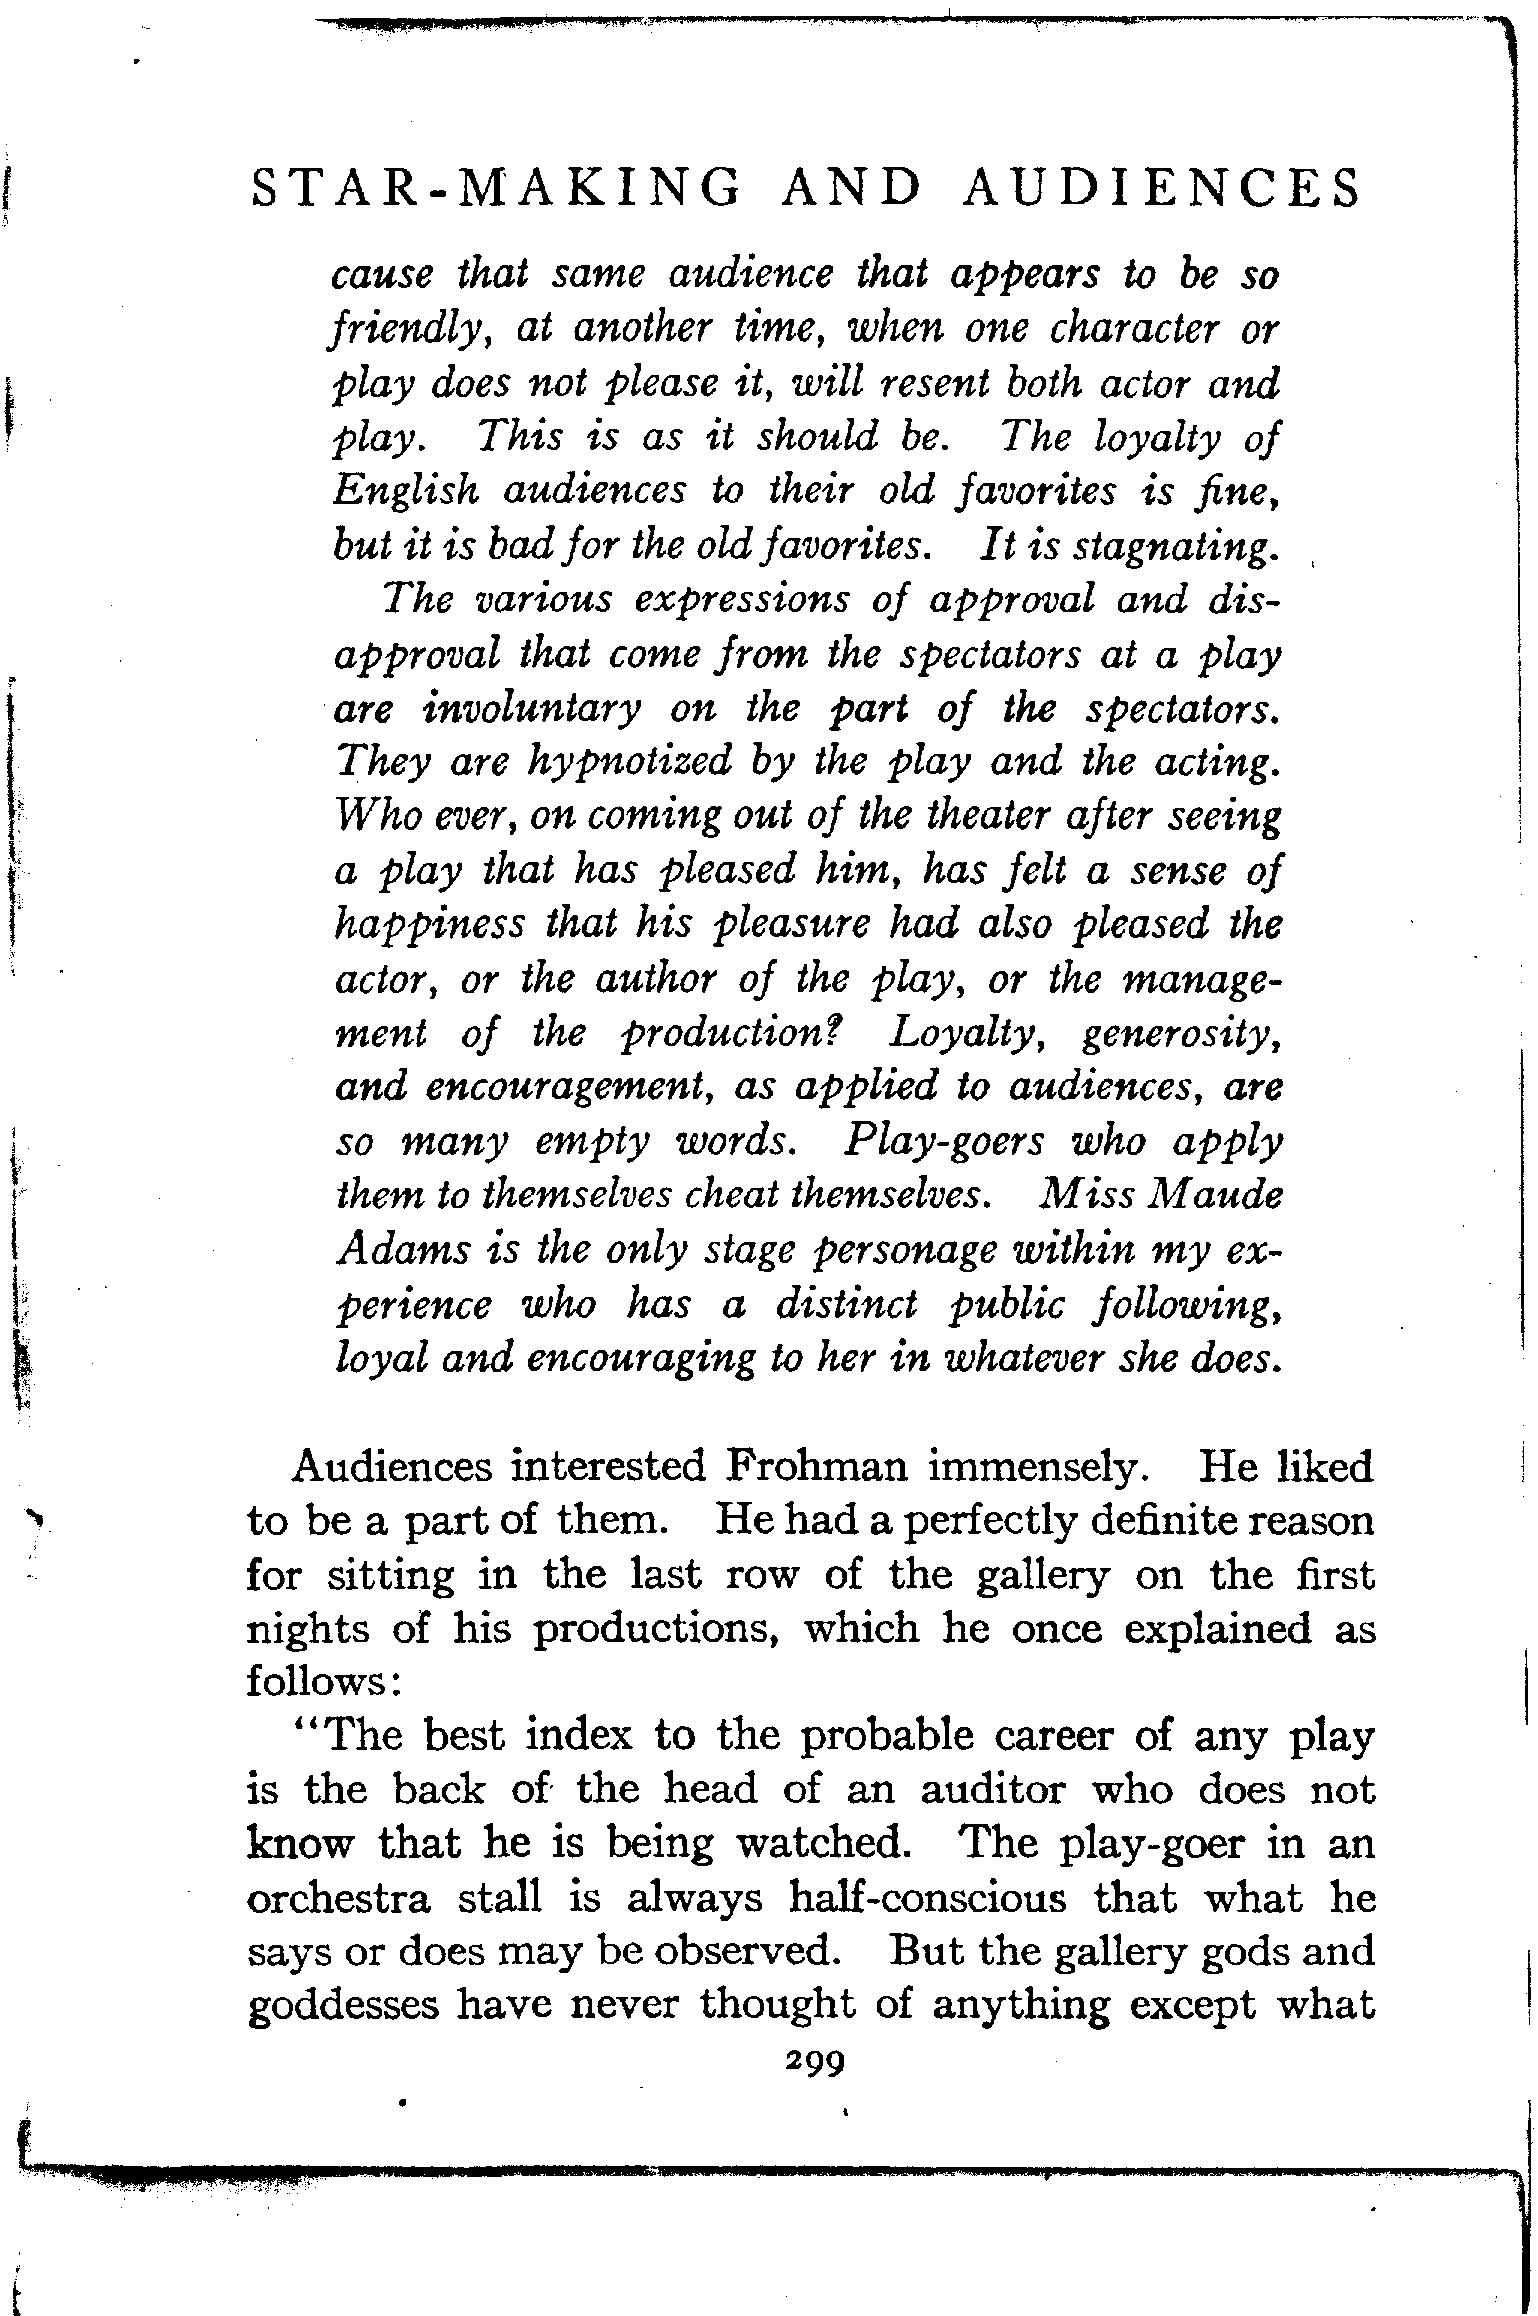 STAR-MAKING AND AUDIENCES
cause that same audience that appears to be so
friendly, at another time, when one character or
play does not please it, will resent both actor and
play. This is as it should be. The loyalty of
English audiences to their old favorites is fine,
but it is bad for the old favorites. It is stagnating.
The various expressions of approval and dis-
approval that come from the spectators at a play
are involuntary on the part of the spectators.
They are hypnotized by the play and the acting.
Who ever, on coming out of the theater after seeing
a play that has pleased him, has felt a sense of
happiness that his pleasure had also pleased the
actor, or the author of the play, or the manage-
ment of the production? Loyalty, generosity,
and encouragement, as applied to audiences, are
so many empty words. Play-goers who apply
them to themselves cheat themselves. Miss Maude
Adams is the only stage personage within my ex-
perience who has a distinct public following,
loyal and encouraging to her in whatever she does.
Audiences interested Frohman immensely. He liked
to be a part of them. He had a perfectly definite reason
for sitting in the last row of the gallery on the first
nights of his productions, which he once explained as
follows:
"The best index to the probable career of any play
is the back of the head of an auditor who does not
know that he is being watched. The play-goer in an
orchestra stall is always half-conscious that what he
says or does may be observed. But the gallery gods and
goddesses have never thought of anything except what
299